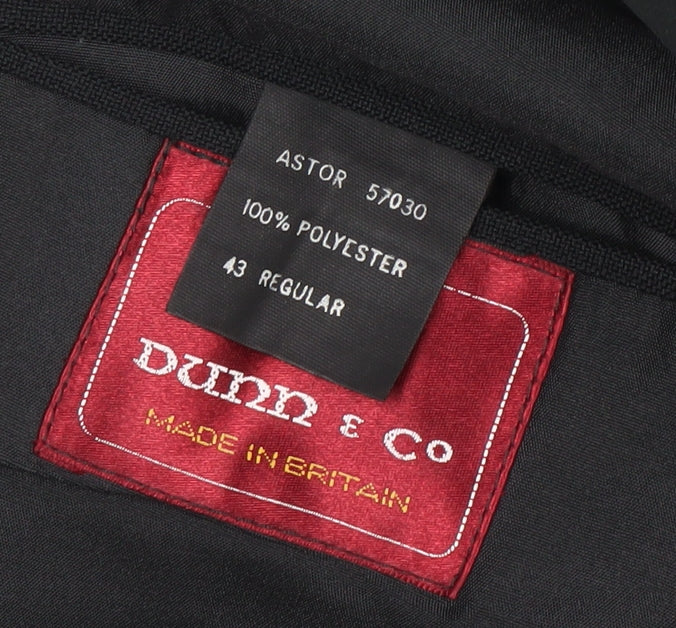 ASTOR 57030
100% POLYESTER
43 REGULAR
Dunn & Co
MADE IN BRITAIN